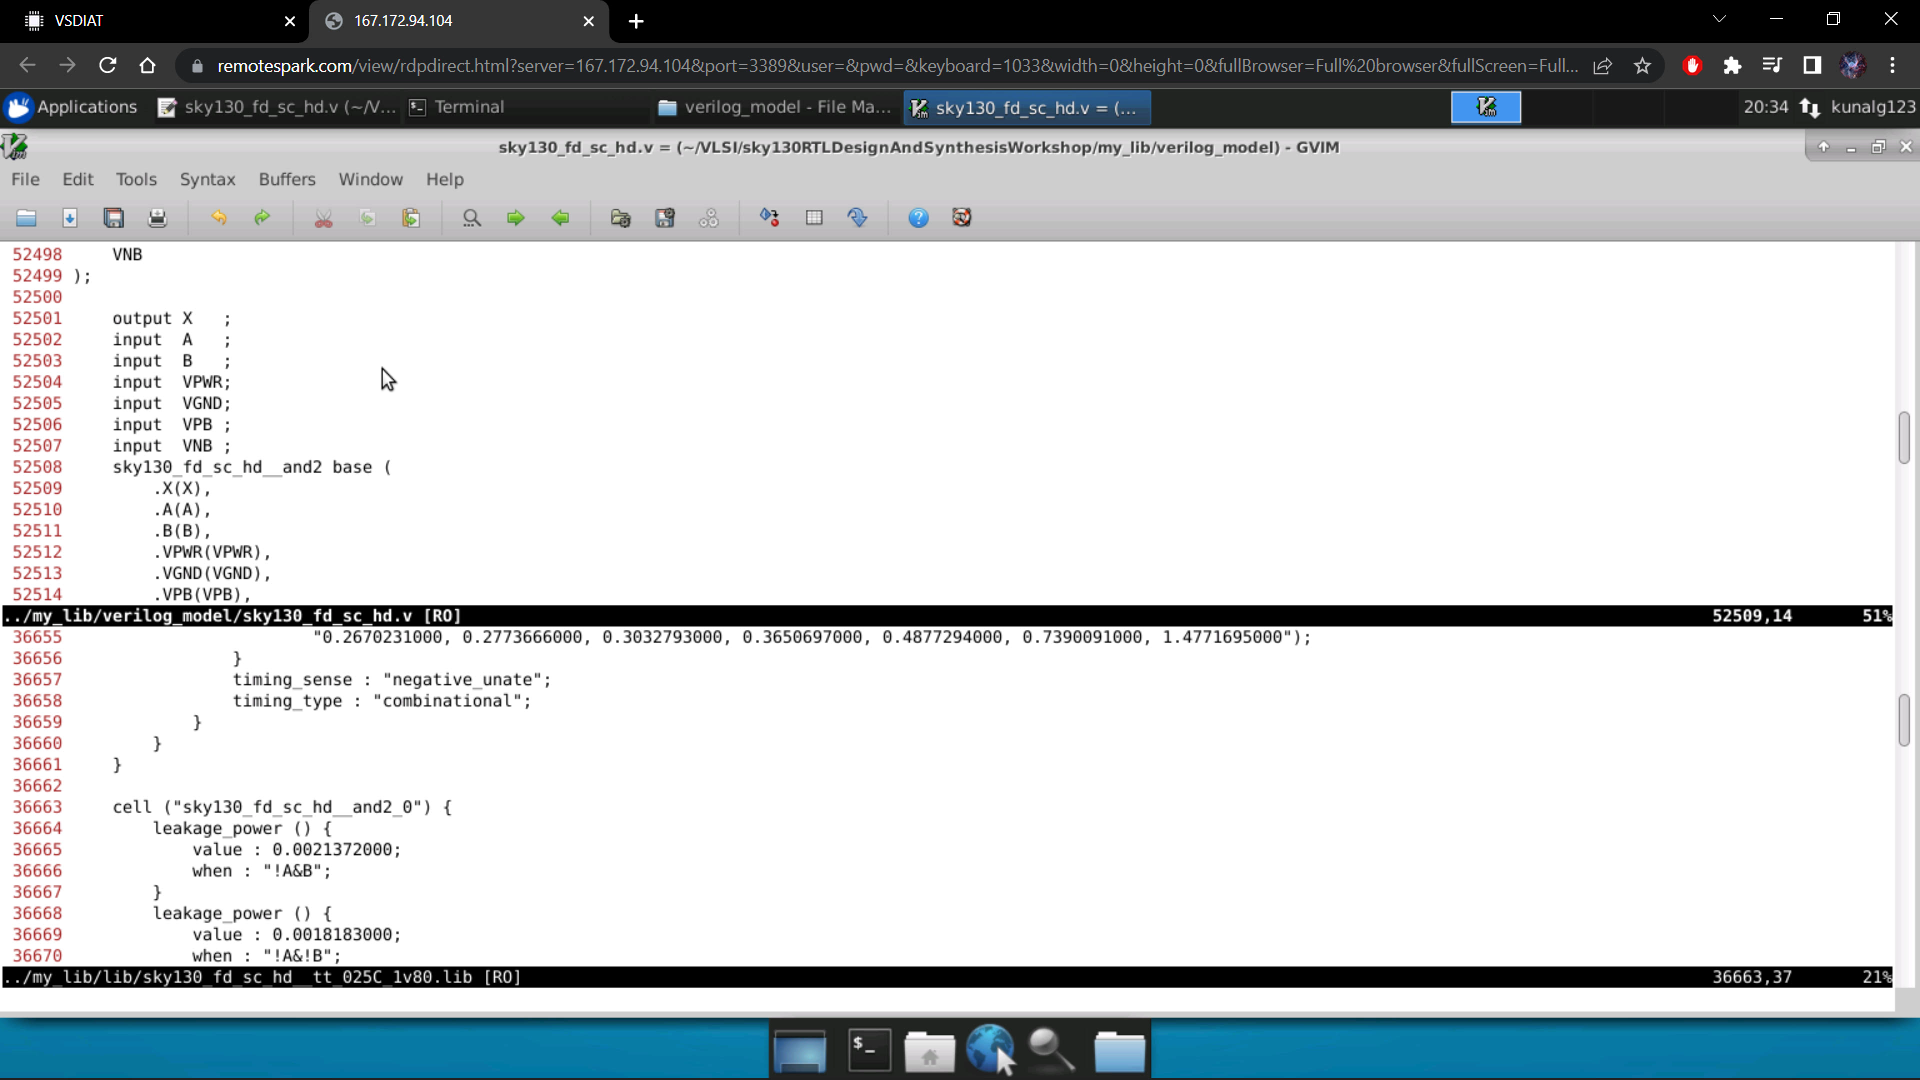 VSDIAT
167.172.94.104
remotespark.com/view/rdpdirect.html?server=167.172.94.104&port=3389&user=&pwd=&keyboard=1033&width=0&height=0&fullBrowser=Full%20browser&fullScreen=Full...
Applications sky130_fd_sc_hd.v (~/V... Terminal verilog_model - File Ma... sky130_fd_sc_hd.v = (... 20:34 kunalg123
sky130_fd_sc_hd.v = (~/VLSI/sky130RTLDesignAndSynthesisWorkshop/my_lib/verilog_model) - GVIM
File Edit Tools Syntax Buffers Window Help
52498     VNB
52499 );
52500
52501     output X   ;
52502     input  A   ;
52503     input  B   ;
52504     input  VPWR;
52505     input  VGND;
52506     input  VPB ;
52507     input  VNB ;
52508     sky130_fd_sc_hd__and2 base (
52509         .X(X),
52510         .A(A),
52511         .B(B),
52512         .VPWR(VPWR),
52513         .VGND(VGND),
52514         .VPB(VPB),
../my_lib/verilog_model/sky130_fd_sc_hd.v [RO] 52509,14 51%
36655                         "0.2670231000, 0.2773666000, 0.3032793000, 0.3650697000, 0.4877294000, 0.7390091000, 1.4771695000");
36656                 }
36657                 timing_sense : "negative_unate";
36658                 timing_type : "combinational";
36659             }
36660         }
36661     }
36662
36663     cell ("sky130_fd_sc_hd__and2_0") {
36664         leakage_power () {
36665             value : 0.0021372000;
36666             when : "!A&B";
36667         }
36668         leakage_power () {
36669             value : 0.0018183000;
36670             when : "!A&!B";
../my_lib/lib/sky130_fd_sc_hd__tt_025C_1v80.lib [RO] 36663,37 21%